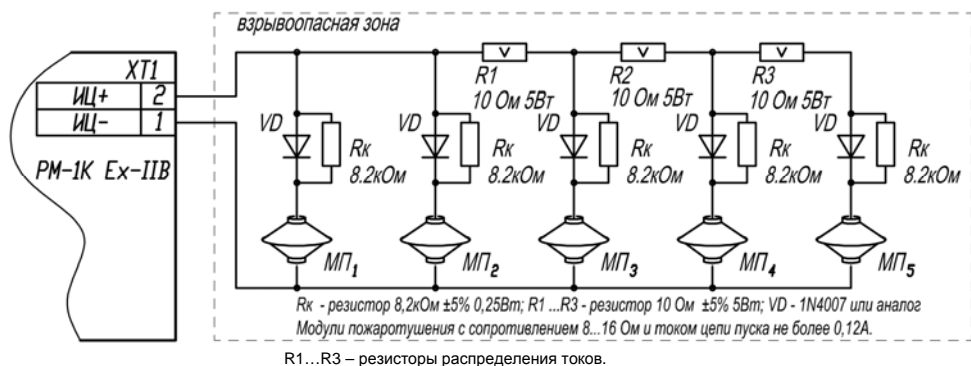 взрывоопасная зона
XT1
ИЦ+ 2
ИЦ- 1
РМ-1К Ех-IIB
R1 10 Ом 5Вт
R2 10 Ом 5Вт
R3 10 Ом 5Вт
VD Rк 8.2кОм
VD Rк 8.2кОм
VD Rк 8.2кОм
VD Rк 8.2кОм
VD Rк 8.2кОм
МП1
МП2
МП3
МП4
МП5
Rк - резистор 8,2кОм ±5% 0,25Вт; R1 ...R3 - резистор 10 Ом ±5% 5Вт; VD - 1N4007 или аналог
Модули пожаротушения с сопротивлением 8...16 Ом и током цепи пуска не более 0,12А.
R1…R3 – резисторы распределения токов.